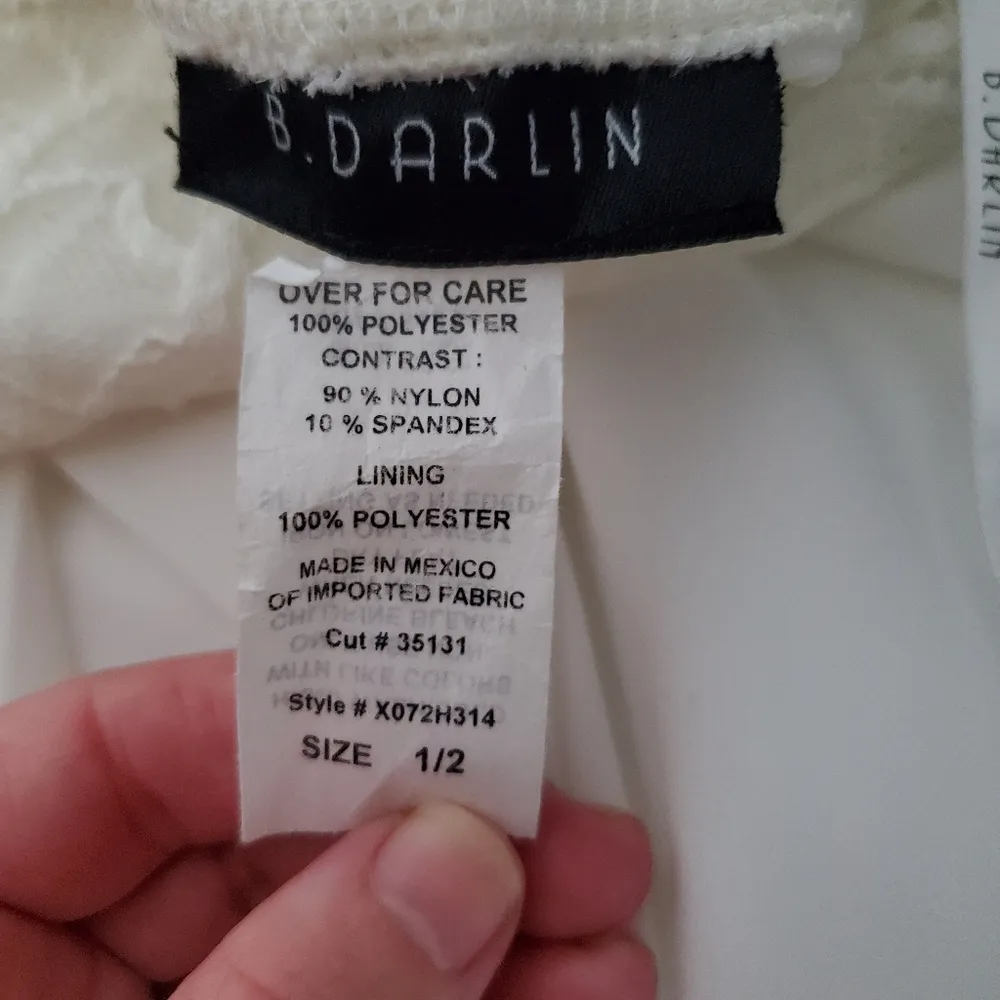 B.DARLIN
OVER FOR CARE
100% POLYESTER
CONTRAST :
90 % NYLON
10 % SPANDEX
LINING
100% POLYESTER
MADE IN MEXICO
OF IMPORTED FABRIC
Cut # 35131
Style # X072H314
SIZE 1/2
B.DARLIN